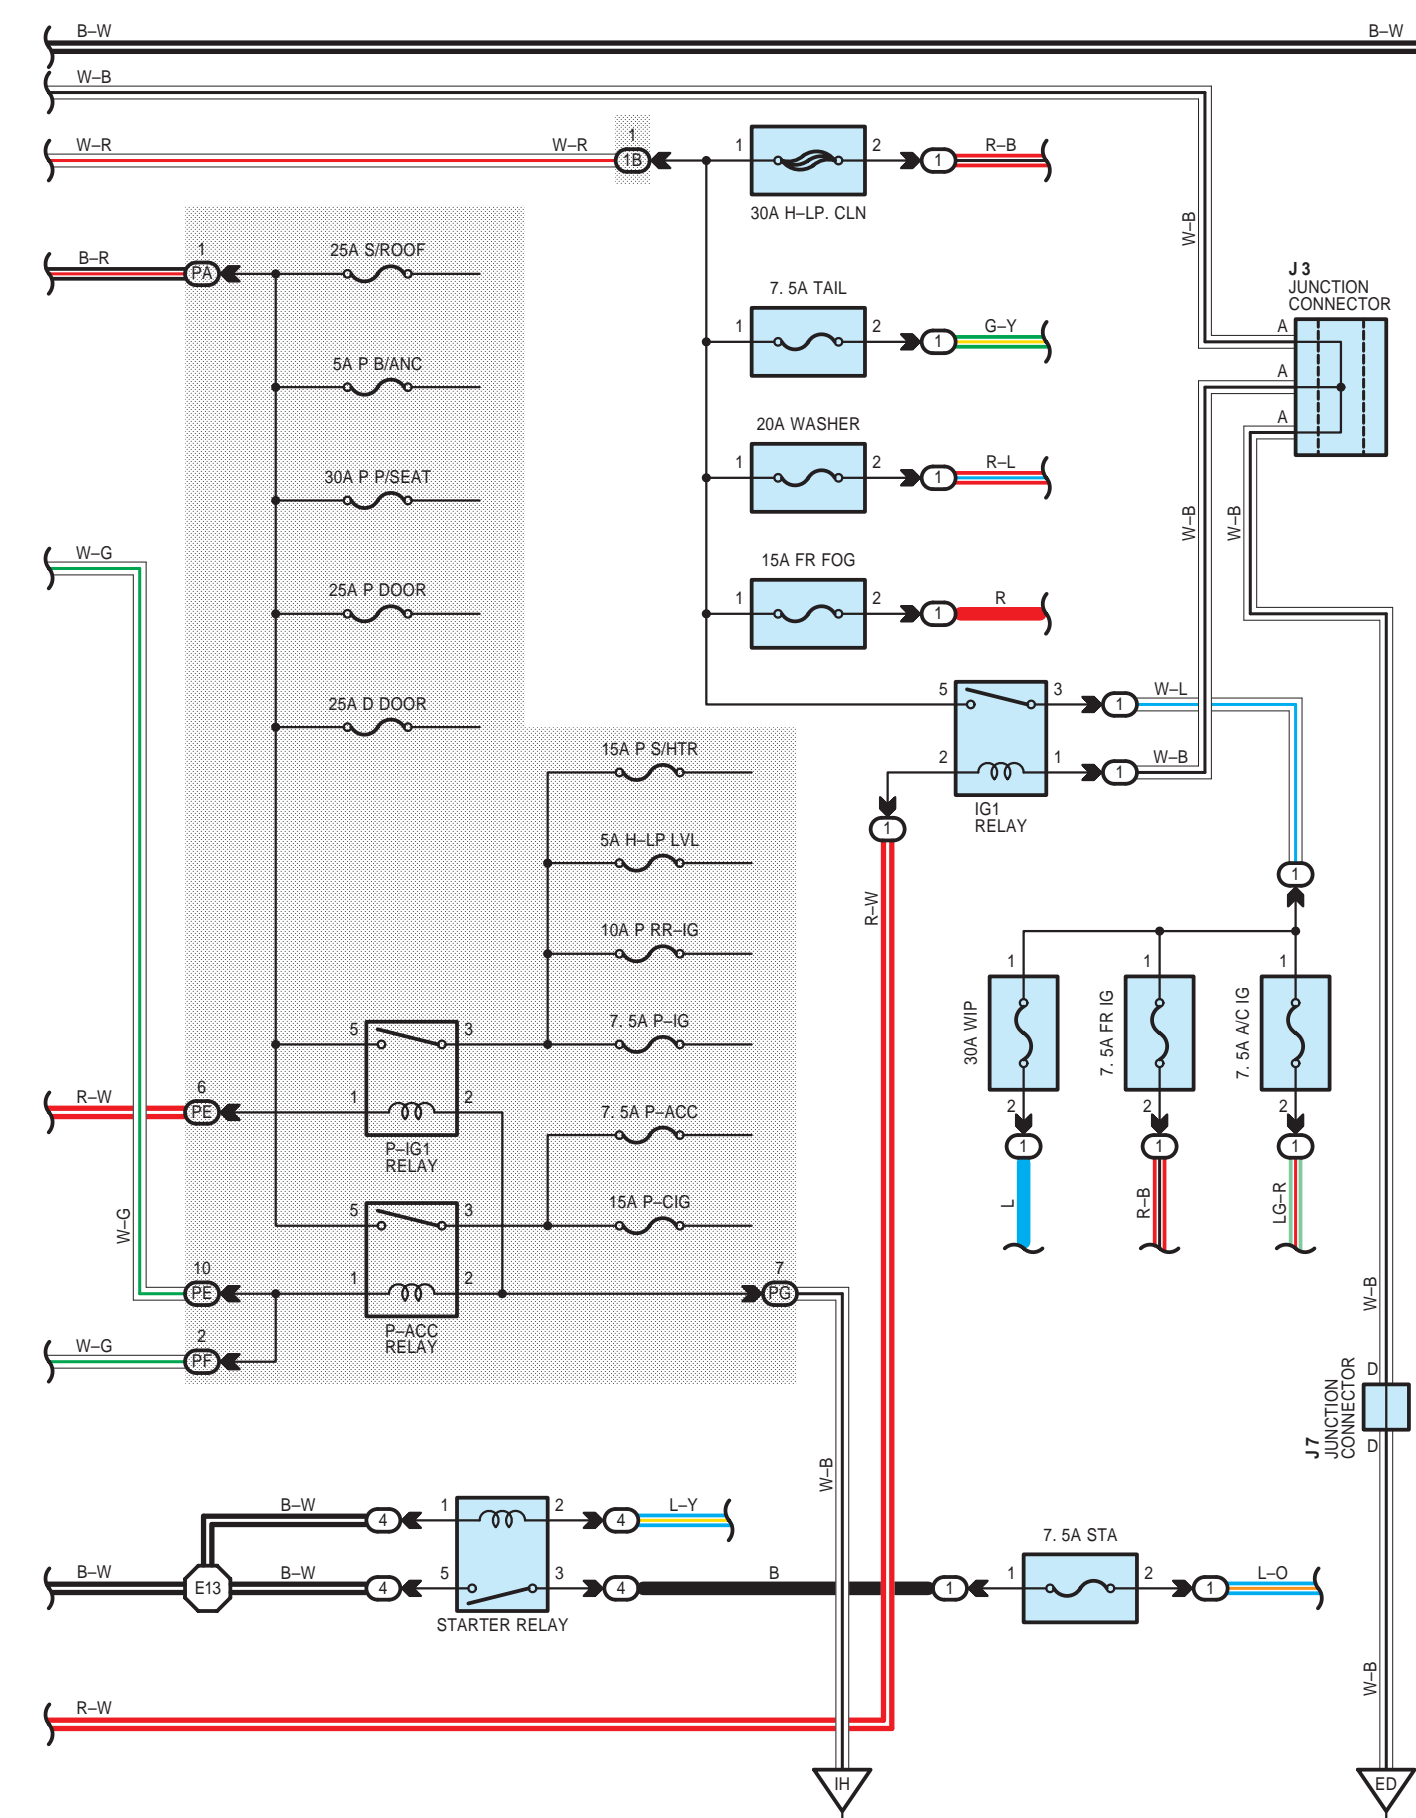 B–W
B–W
W–B
W–R
W–R
1
1B
1
2
1
R–B
30A H–LP. CLN
W–B
B–R
1
PA
25A S/ROOF
7. 5A TAIL
1
2
1
G–Y
J 3
JUNCTION
CONNECTOR
A
A
A
5A P B/ANC
20A WASHER
1
2
1
R–L
30A P P/SEAT
W–B
W–B
W–G
15A FR FOG
1
2
1
R
25A P DOOR
25A D DOOR
5
3
1
W–L
2
1
1
W–B
IG1
RELAY
1
15A P S/HTR
5A H–LP LVL
R–W
1
10A P RR–IG
1
1
1
30A WIP
7. 5A FR IG
7. 5A A/C IG
7. 5A P–IG
5
3
R–W
6
PE
1
2
P–IG1
RELAY
7. 5A P–ACC
2
2
2
1
1
1
L
R–B
LG–R
15A P–CIG
5
3
W–G
10
PE
1
2
7
PG
P–ACC
RELAY
W–G
2
PF
W–B
D
J 7
JUNCTION
CONNECTOR
D
W–B
B–W
4
1
2
4
L–Y
B–W
E13
B–W
4
5
3
4
B
1
1
7. 5A STA
2
1
L–O
STARTER RELAY
W–B
R–W
IH
ED